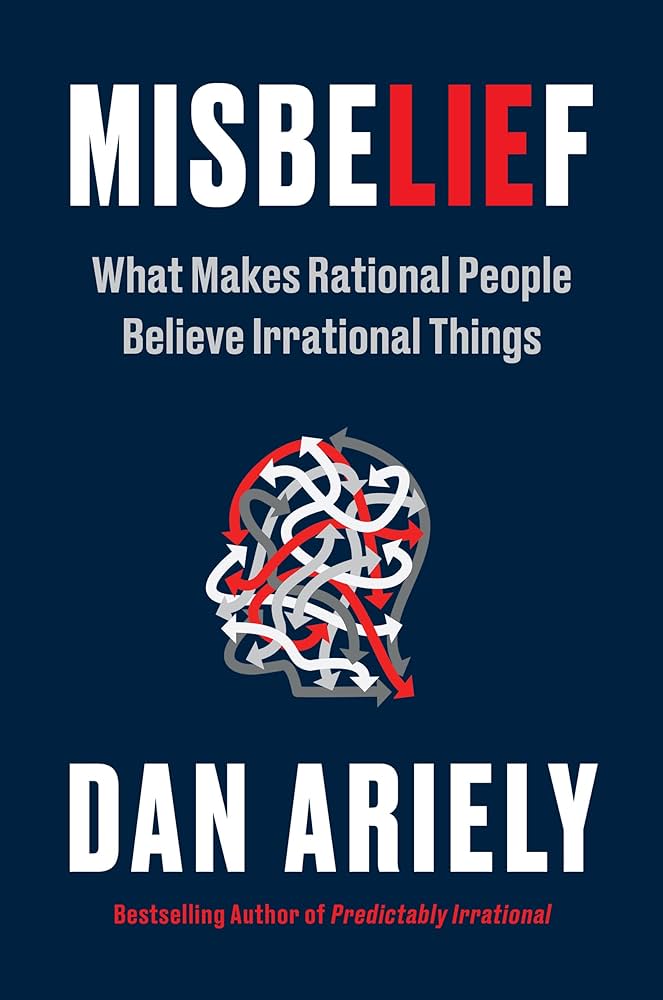 MISBELIEF
What Makes Rational People
Believe Irrational Things
DAN ARIELY
Bestselling Author of Predictably Irrational